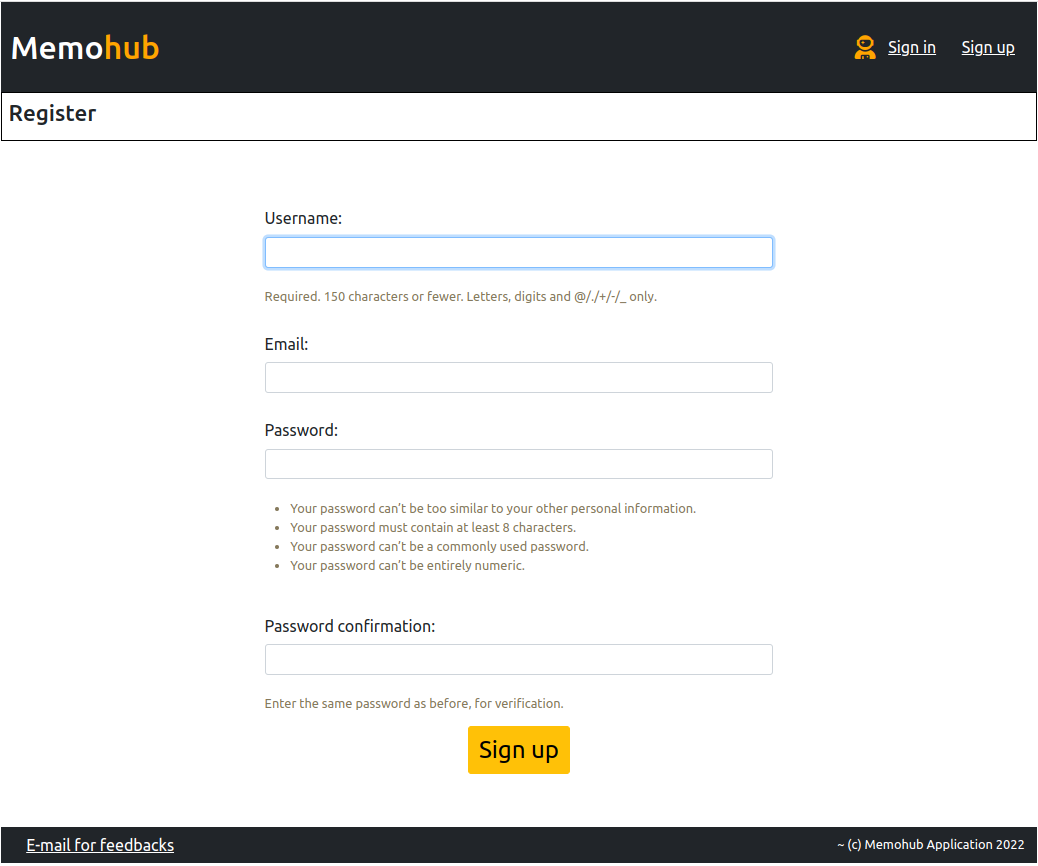 Memohub
Sign in
Sign up
Register
Username:
Required. 150 characters or fewer. Letters, digits and @/./+/-/_ only.
Email:
Password:
Your password can't be too similar to your other personal information.
Your password must contain at least 8 characters.
Your password can't be a commonly used password.
Your password can't be entirely numeric.
Password confirmation:
Enter the same password as before, for verification.
Sign up
E-mail for feedbacks
~ (c) Memohub Application 2022